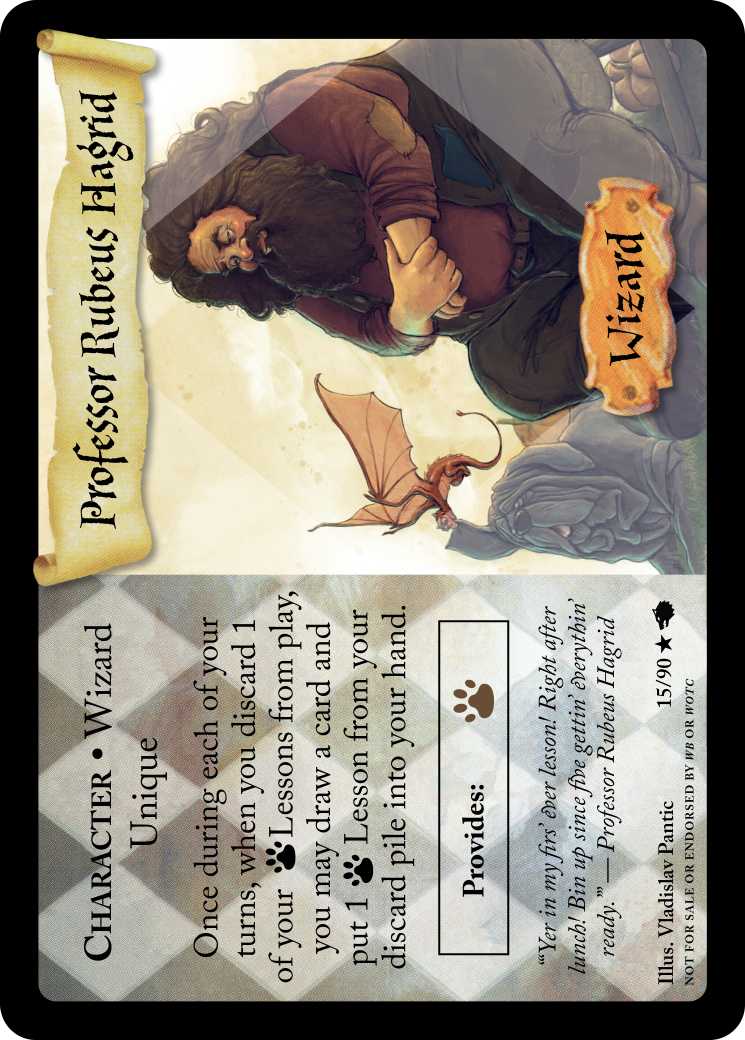 Professor Rubeus Hagrid
Wizard
CHARACTER • Wizard
Unique
Once during each of your
turns, when you discard 1
of your Lessons from play,
you may draw a card and
put 1 Lesson from your
discard pile into your hand.
Provides:
“‘Yer in my firs’ ever lesson! Right after
lunch! Bin up since five gettin’ everythin’
ready.’” — Professor Rubeus Hagrid
Illus. Vladislav Pantic 15/90 ★
NOT FOR SALE OR ENDORSED BY WB OR WOTC